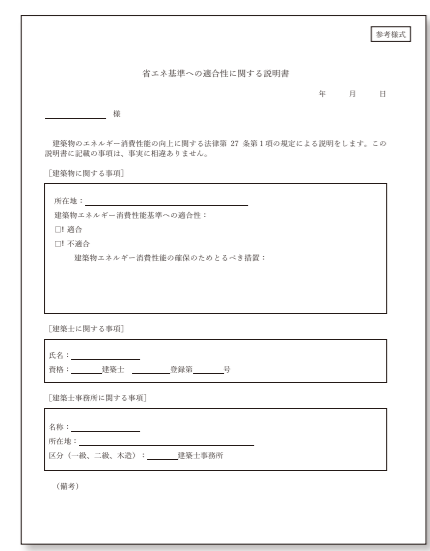 参考様式
省エネ基準への適合性に関する説明書
年　月　日
様
建築物のエネルギー消費性能の向上に関する法律第 27 条第１項の規定による説明をします。この
説明書に記載の事項は、事実に相違ありません。
［建築物に関する事項］
所在地：
建築物エネルギー消費性能基準への適合性：
□! 適合
□! 不適合
建築物エネルギー消費性能の確保のためとるべき措置：
［建築士に関する事項］
氏名：
資格：　　建築士　　登録第　　号
［建築士事務所に関する事項］
名称：
所在地：
区分（一級、二級、木造）：　　建築士事務所
（備考）